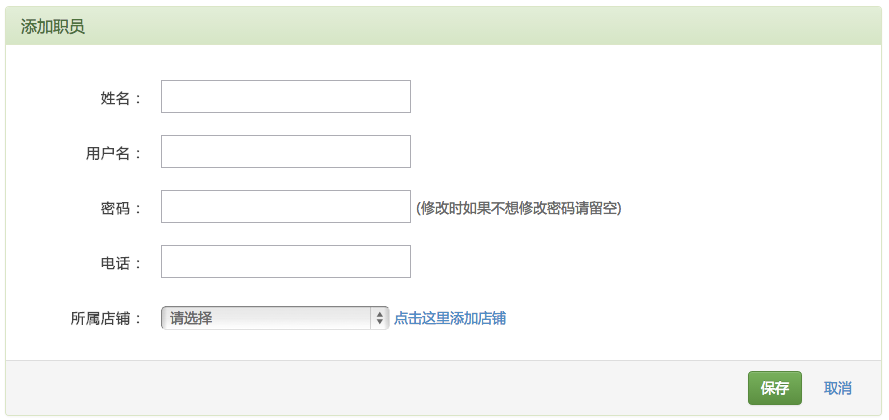 添加职员
姓名：
用户名：
密码： (修改时如果不想修改密码请留空)
电话：
所属店铺： 请选择 点击这里添加店铺
保存 取消